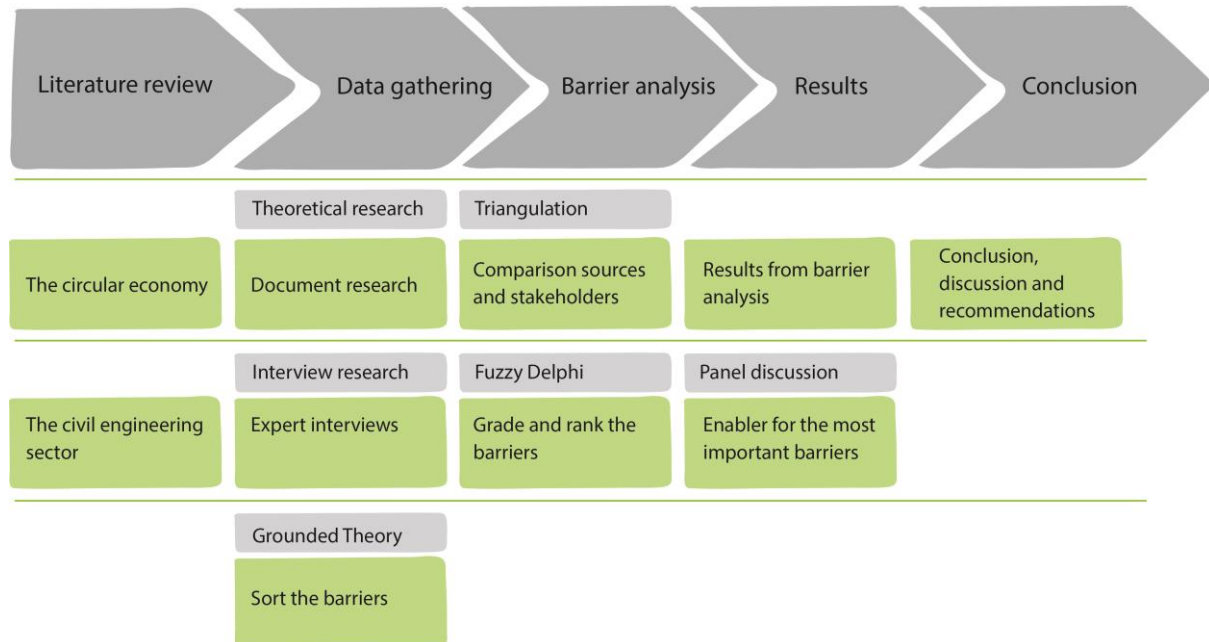 Literature review
Data gathering
Barrier analysis
Results
Conclusion
Theoretical research
Triangulation
The circular economy
Document research
Comparison sources
and stakeholders
Results from barrier
analysis
Conclusion,
discussion and
recommendations
Interview research
Fuzzy Delphi
Panel discussion
The civil engineering
sector
Expert interviews
Grade and rank the
barriers
Enabler for the most
important barriers
Grounded Theory
Sort the barriers